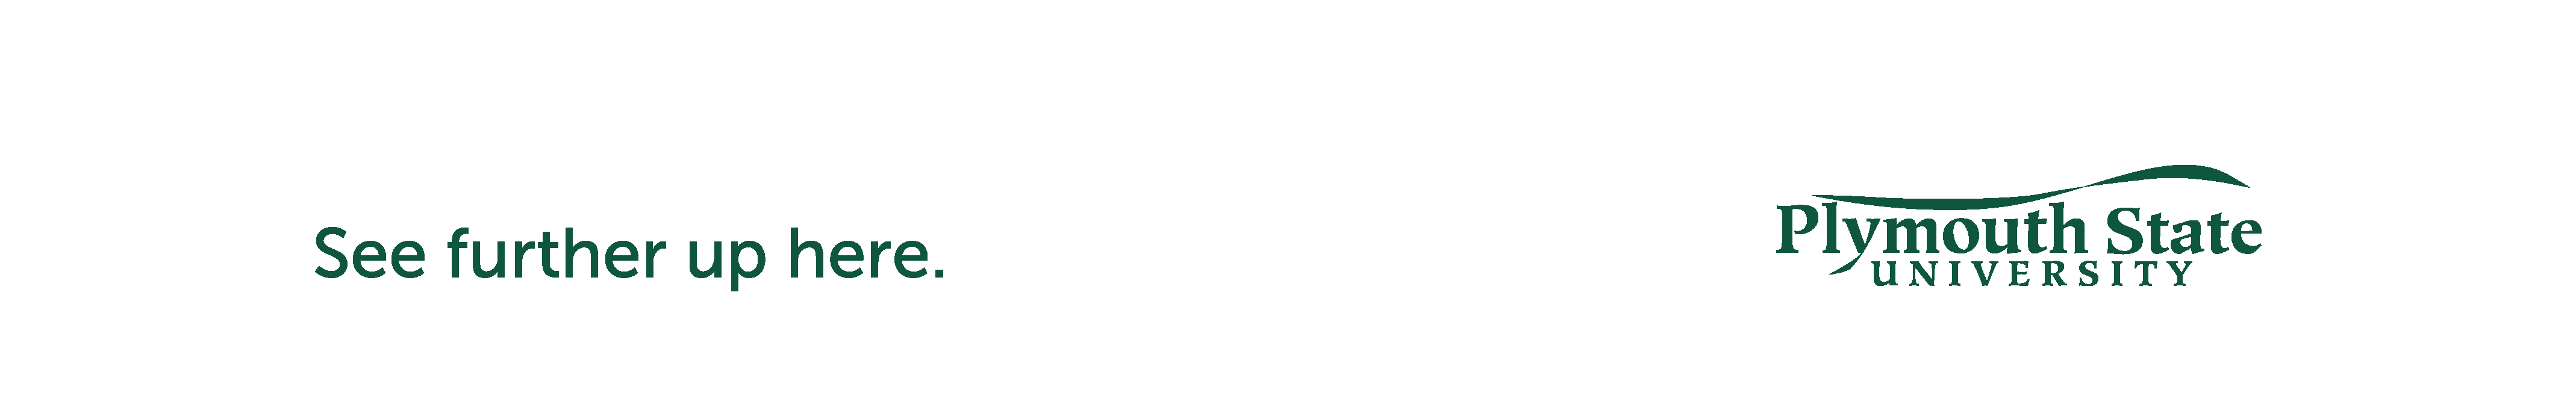 See further up here.
Plymouth State
UNIVERSITY